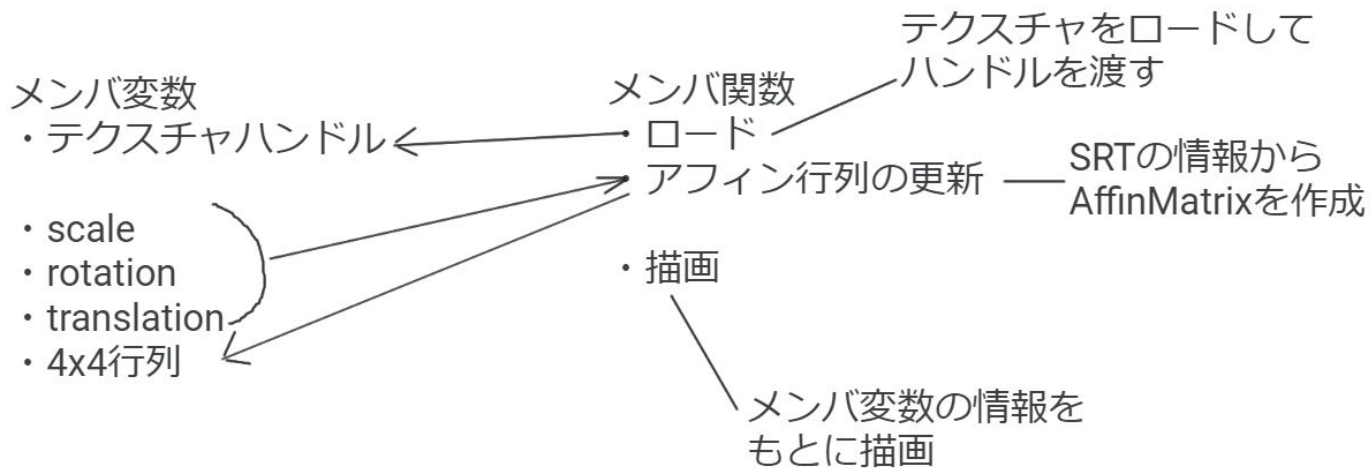 メンバ変数
・テクスチャハンドル
・scale
・rotation
・translation
・4x4行列
メンバ関数
・ロード
・アフィン行列の更新
・描画
テクスチャをロードして
ハンドルを渡す
SRTの情報から
AffinMatrixを作成
メンバ変数の情報を
もとに描画